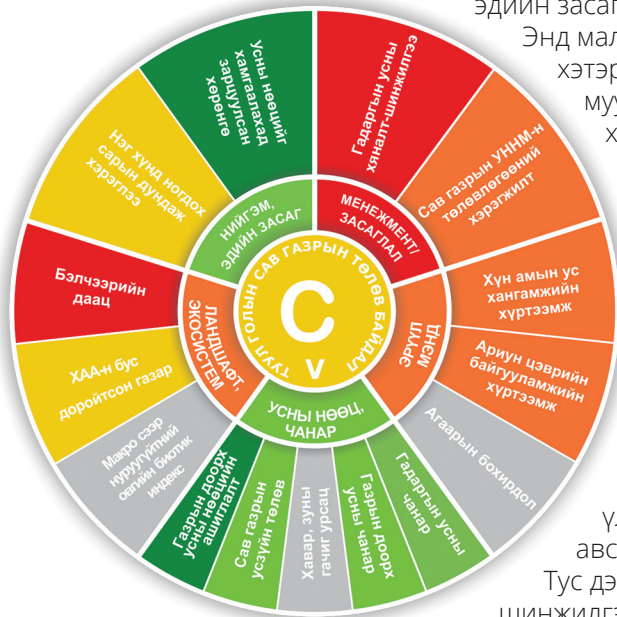 эдийн засаг
Энд мал
хэтэр
муу
Усны нөөцийг
хамгаалахад
зарцуулсан
хөрөнгө
Гадаргын усны
хяналт-шинжилгээ
Нэг хүнд ногдох
сарын дундаж
хэрэглээ
Сав газрын УННМ-н
төлөвлөгөөний
хэрэгжилт
НИЙГЭМ,
ЭДИЙН ЗАСАГ
МЕНЕЖМЕНТ/
ЗАСАГЛАЛ
ТУУЛ ГОЛЫН САВ ГАЗРЫН ТӨЛӨВ БАЙДАЛ
C
v
Бэлчээрийн
даац
ЛАНДШАФТ,
ЭКОСИСТЕМ
ЭРҮҮЛ
МЭНД
Хүн амын ус
хангамжийн
хүртээмж
ХАА-н бус
доройтсон газар
Ариун цэврийн
байгууламжийн
хүртээмж
УСНЫ НӨӨЦ,
ЧАНАР
Макро сээр
нуруугүйтний
овгийн биотик
индекс
Агаарын бохирдол
Газрын доорх
усны нөөцийн
ашиглалт
Сав газрын
усзүйн төлөв
Хавар, зуны
гачиг урсац
Газрын доорх
усны чанар
Гадаргын усны
чанар
авс
Тус дэ
шинжилгэ